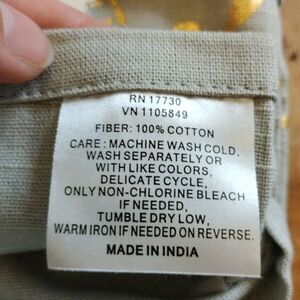 RN 17730
VN 1105849
FIBER: 100% COTTON
CARE: MACHINE WASH COLD,
WASH SEPARATELY OR
WITH LIKE COLORS,
DELICATE CYCLE,
ONLY NON-CHLORINE BLEACH
IF NEEDED,
TUMBLE DRY LOW,
WARM IRON IF NEEDED ON REVERSE.
MADE IN INDIA